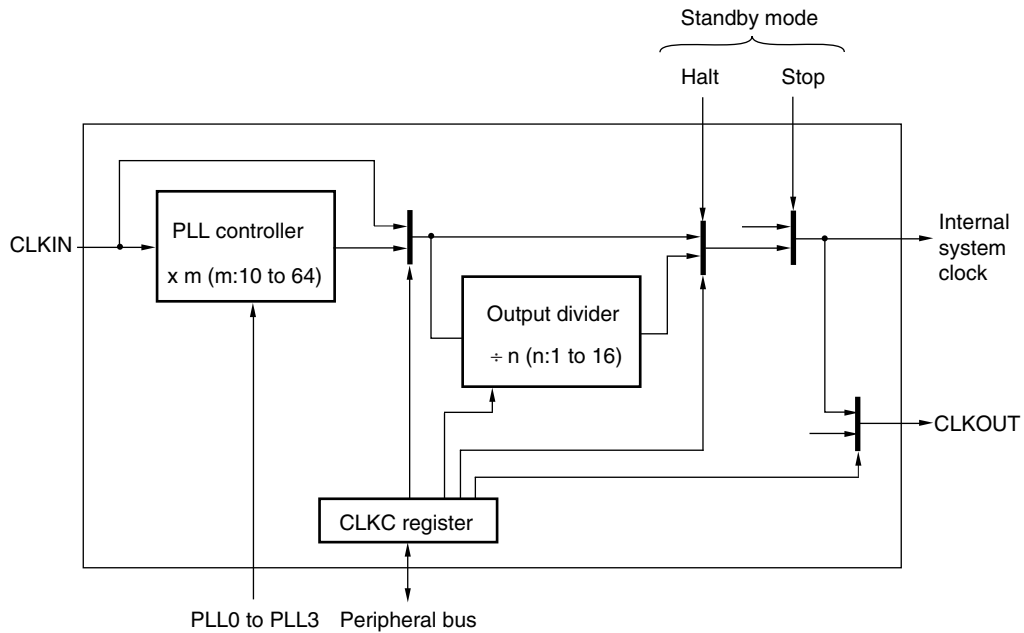 Standby mode
Halt
Stop
CLKIN
PLL controller
x m (m:10 to 64)
Internal
system
clock
Output divider
÷ n (n:1 to 16)
CLKOUT
CLKC register
PLL0 to PLL3
Peripheral bus